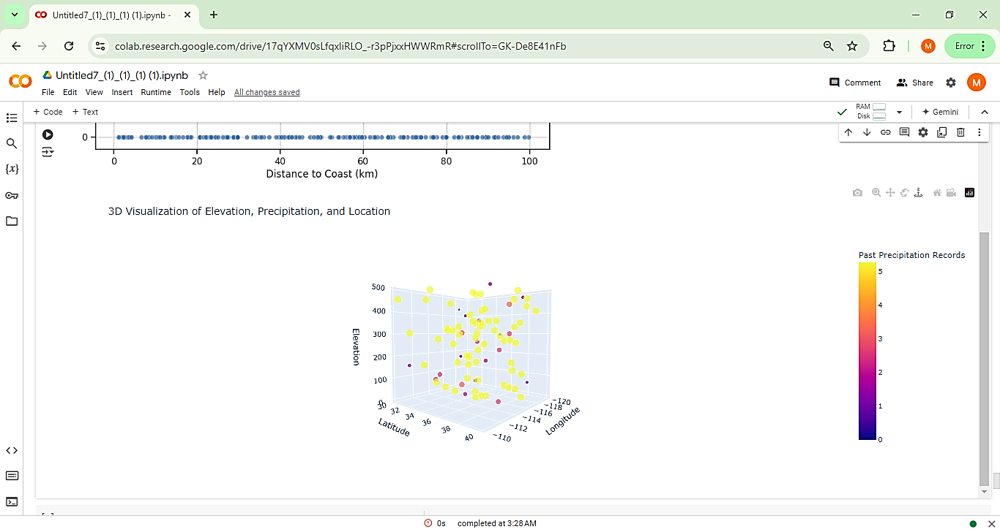 Untitled7_(1)_(1)_(1) (1).ipynb -
colab.research.google.com/drive/17qYXMV0sLfqxliRLO_-r3pPjxxHWWRmR#scrollTo=GK-De8E41nFb
M
Error
Untitled7_(1)_(1)_(1) (1).ipynb
File Edit View Insert Runtime Tools Help All changes saved
Comment
Share
M
+ Code + Text
RAM
Disk
Gemini
{x}
0
0 20 40 60 80 100
Distance to Coast (km)
3D Visualization of Elevation, Precipitation, and Location
Past Precipitation Records
5
4
3
2
1
0
500
400
300
200
100
0
Elevation
30
32
34
36
38
40
Latitude
−120
−118
−116
−114
−112
−110
Longitude
0s completed at 3:28 AM